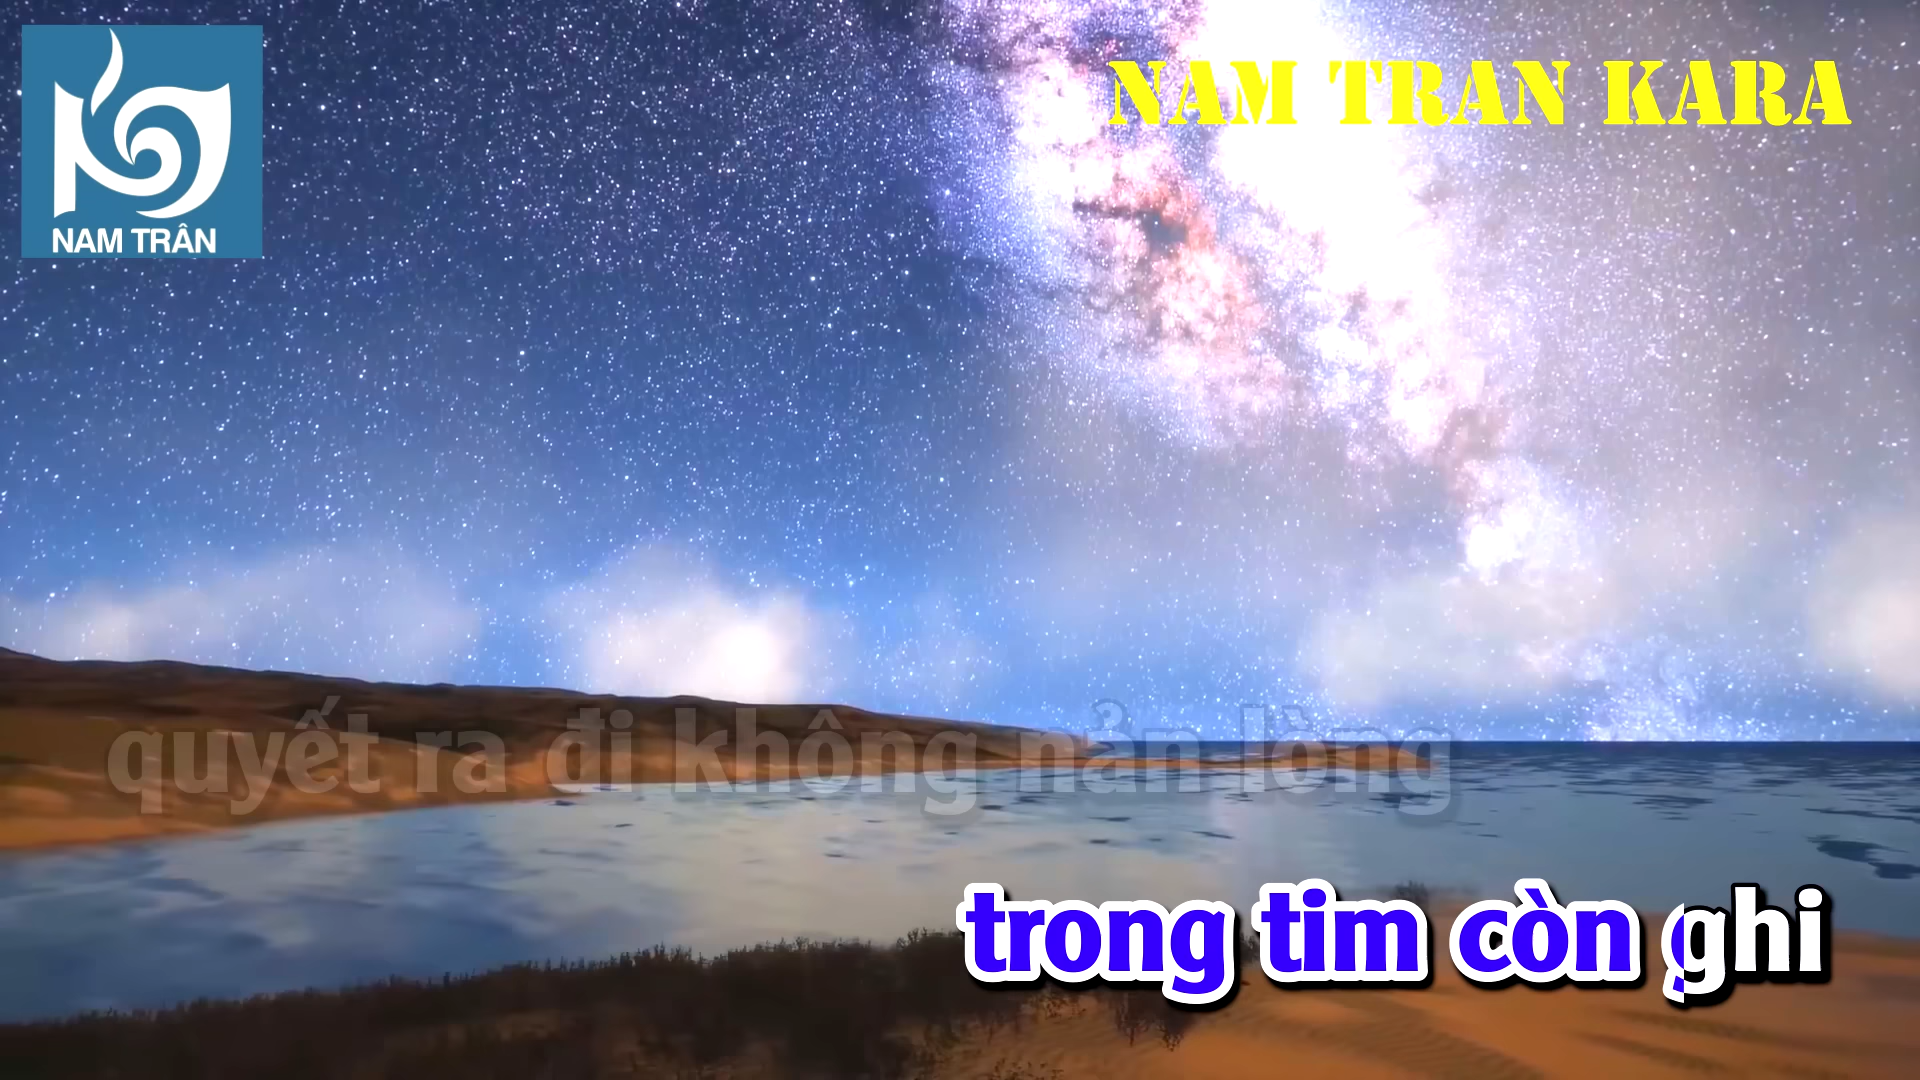 NAM TRÂN
NAM TRAN KARA
quyết ra đi không nản lòng
trong tim còn ghi